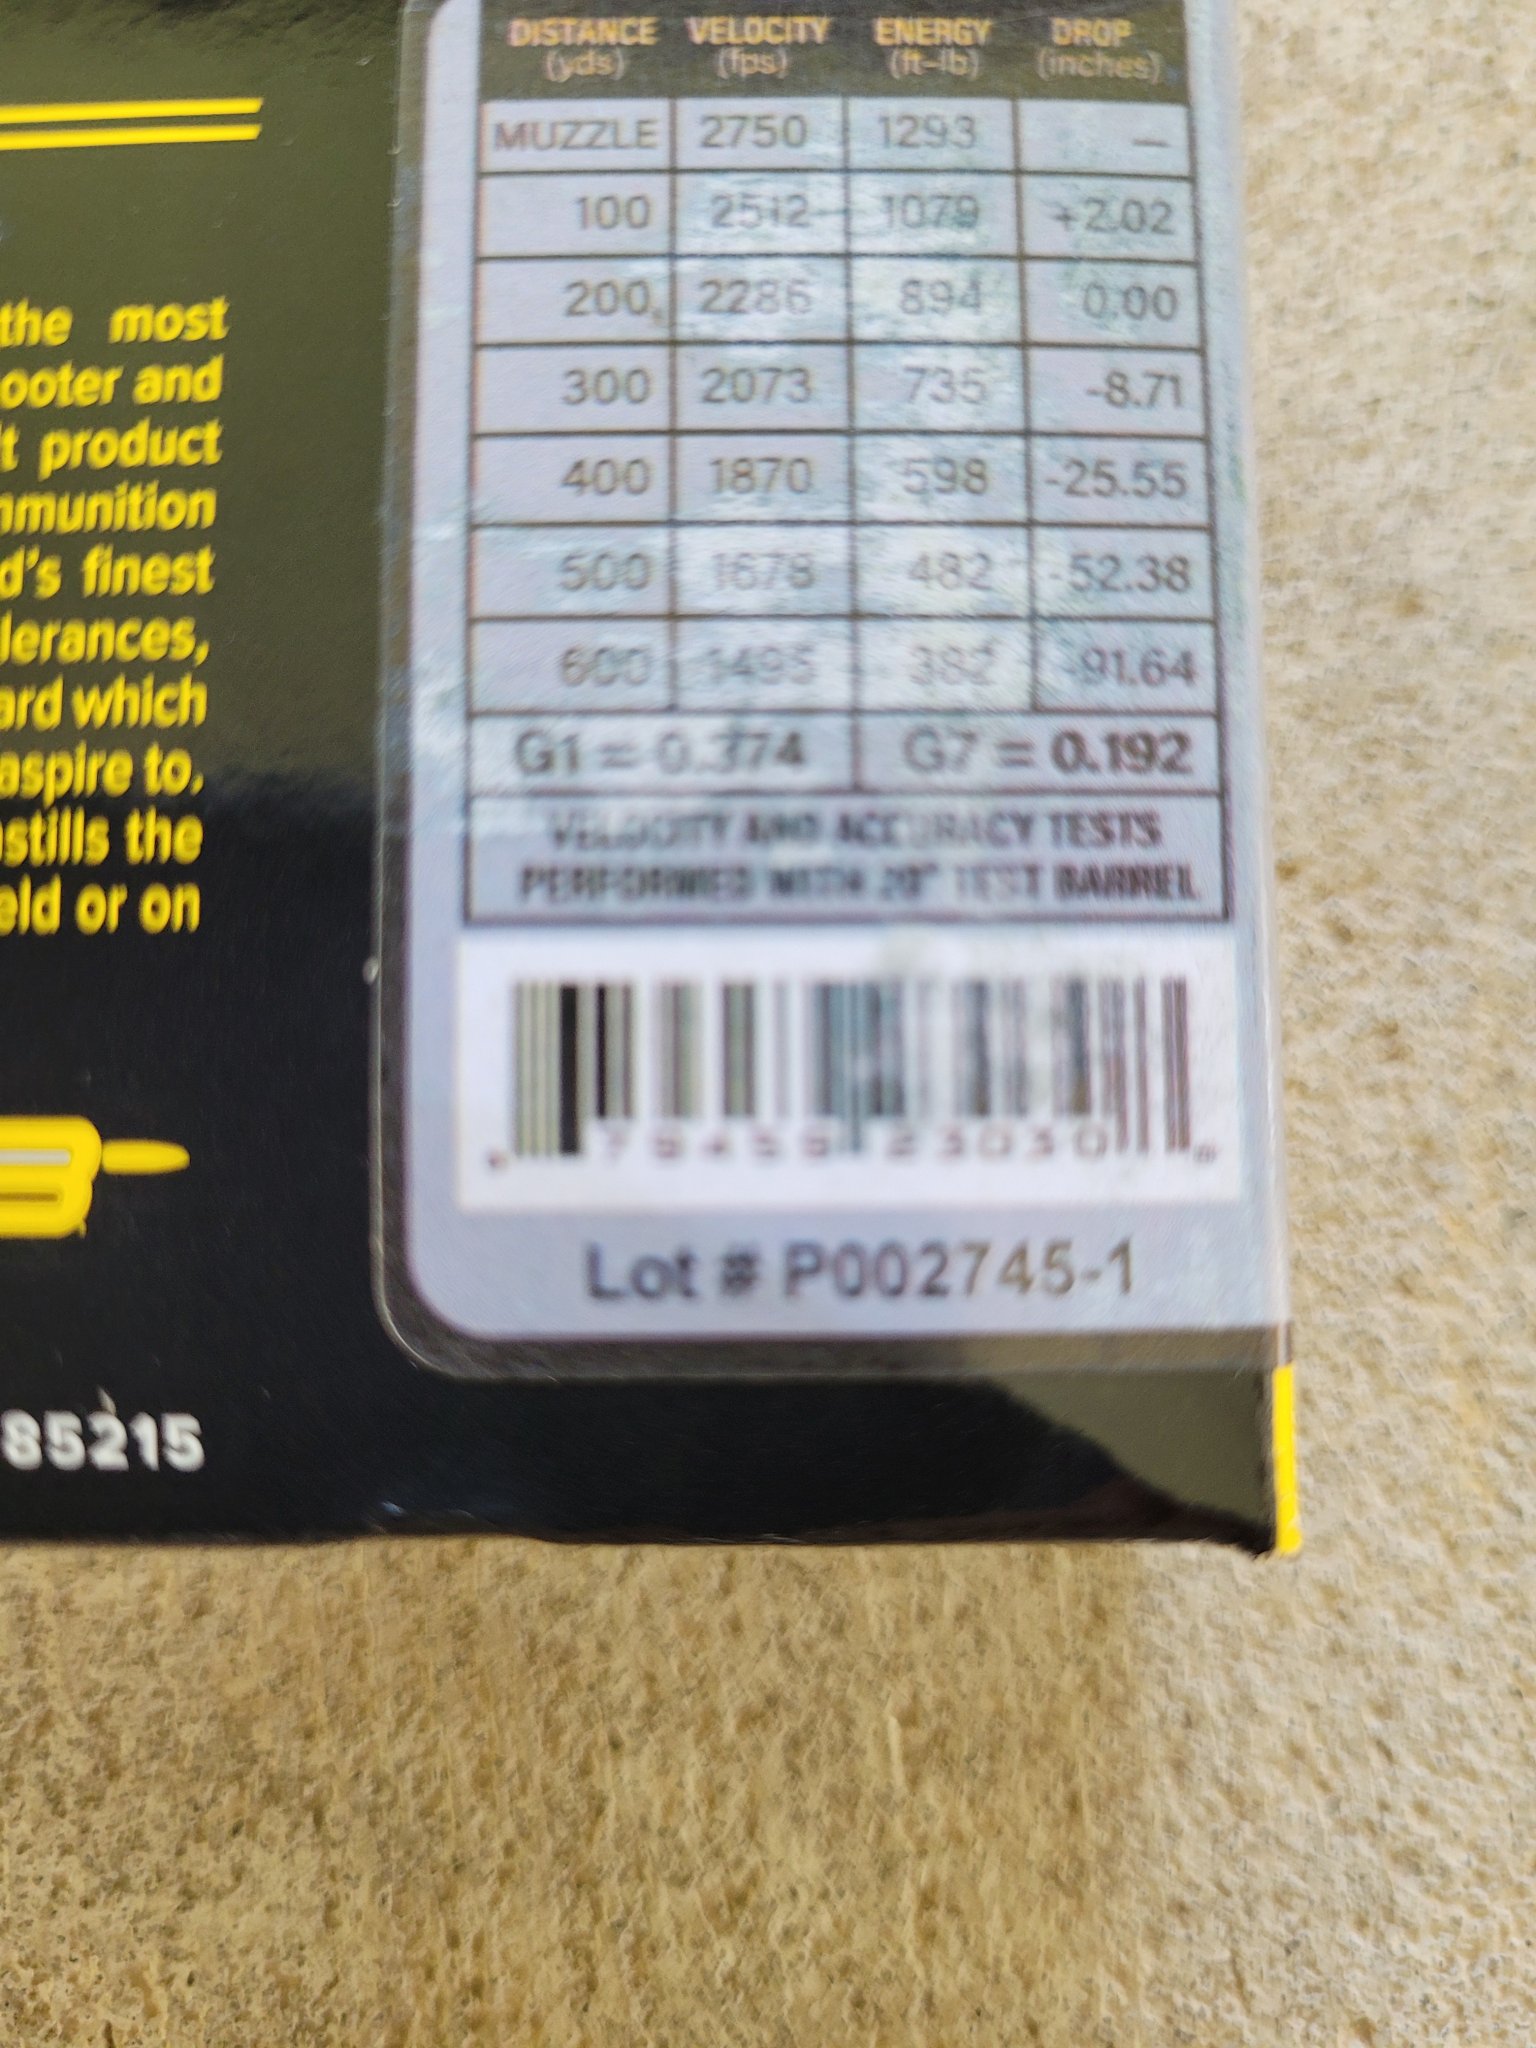 the most
ooter and
lt product
mmunition
d's finest
lerances,
ard which
aspire to,
stills the
eld or on
85215
DISTANCE VELOCITY ENERGY DROP
(yds) (fps) (ft-lb) (inches)
MUZZLE 2750 1293 —
100 2512 1079 +2.02
200 2286 894 0.00
300 2073 735 -8.71
400 1870 598 -25.55
500 1678 482 -52.38
600 1495 382 -91.64
G1 = 0.374 G7 = 0.192
VELOCITY AND ACCURACY TESTS
PERFORMED WITH 20" TEST BARREL
Lot # P002745-1